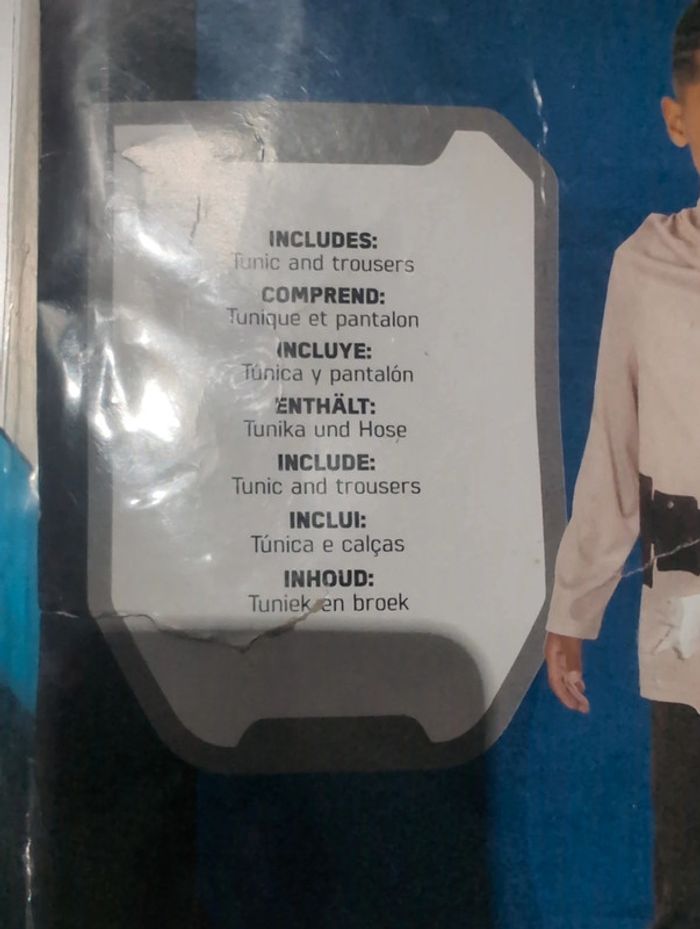 INCLUDES:
Tunic and trousers
COMPREND:
Tunique et pantalon
INCLUYE:
Túnica y pantalón
ENTHÄLT:
Tunika und Hose
INCLUDE:
Tunic and trousers
INCLUI:
Túnica e calças
INHOUD:
Tuniek en broek